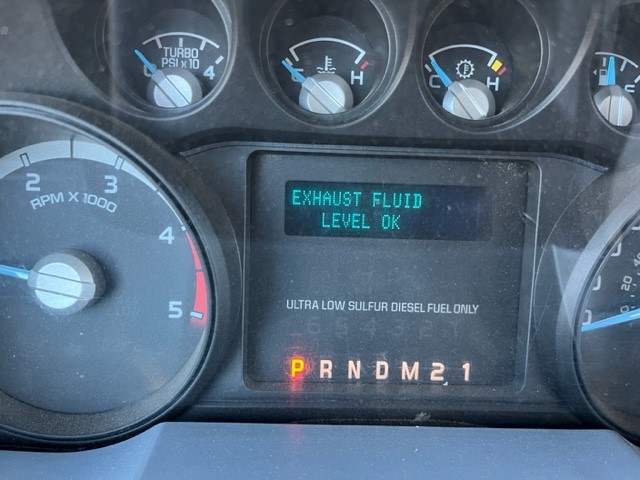 TURBO
PSI x 10
0 4
C H
C H
E
2 3
RPM X 1000
4
5
EXHAUST FLUID
LEVEL OK
ULTRA LOW SULFUR DIESEL FUEL ONLY
P R N D M 2 1